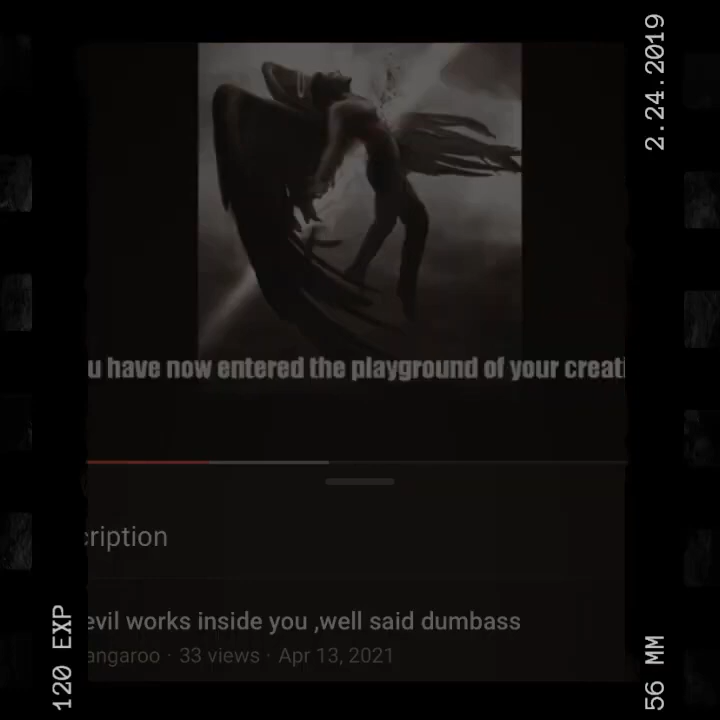 2.24.2019
u have now entered the playground of your creati
cription
evil works inside you ,well said dumbass
angaroo · 33 views · Apr 13, 2021
120 EXP
56 MM